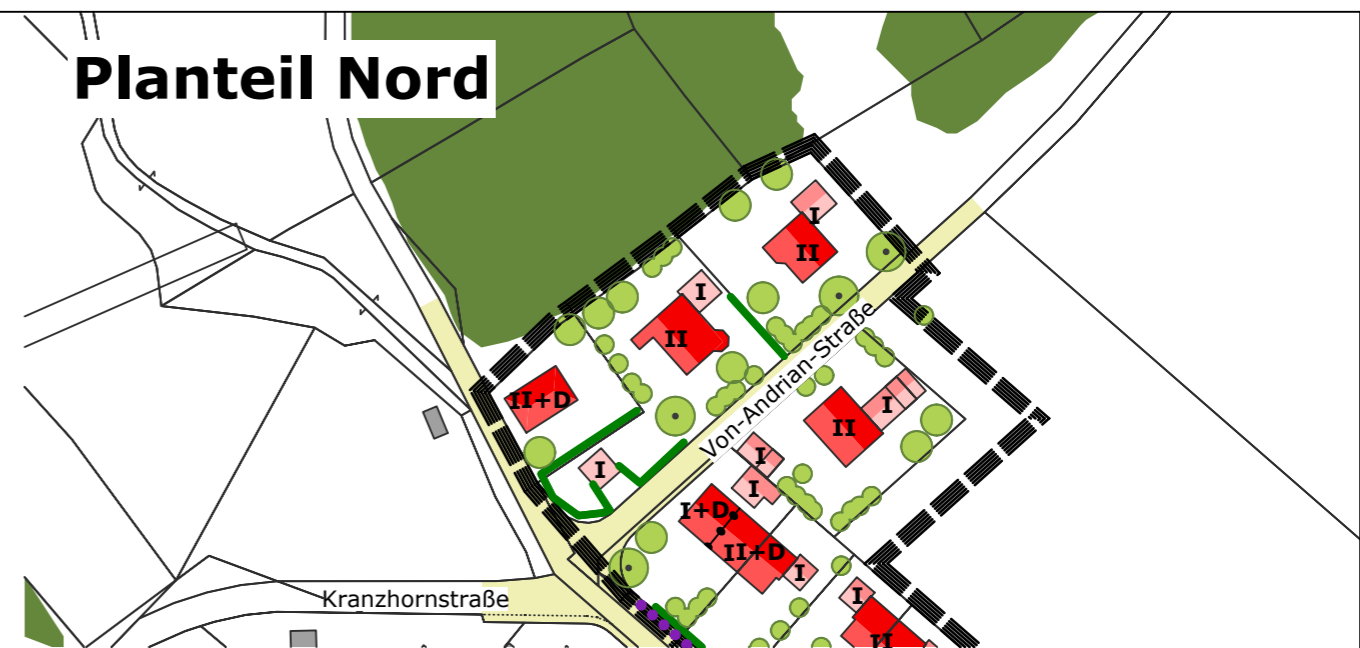 Planteil Nord
I
II
I
II
II+D
Von-Andrian-Straße
I
II
I
I
I
I+D
II+D
I
I
II
Kranzhornstraße